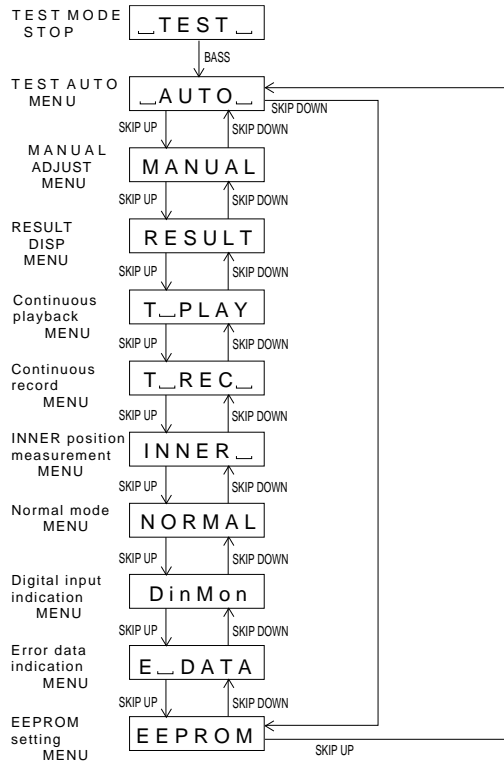 TEST MODE
STOP
⎵TEST⎵
BASS
TEST AUTO
MENU
⎵AUTO⎵
SKIP DOWN
SKIP UP
SKIP DOWN
MANUAL
ADJUST
MENU
MANUAL
SKIP UP
SKIP DOWN
RESULT
DISP
MENU
RESULT
SKIP UP
SKIP DOWN
Continuous
playback
MENU
T⎵PLAY
SKIP UP
SKIP DOWN
Continuous
record
MENU
T⎵REC⎵
SKIP UP
SKIP DOWN
INNER position
measurement
MENU
INNER⎵
SKIP UP
SKIP DOWN
Normal mode
MENU
NORMAL
SKIP UP
SKIP DOWN
Digital input
indication
MENU
DinMon
SKIP UP
SKIP DOWN
Error data
indication
MENU
E⎵DATA
SKIP UP
SKIP DOWN
EEPROM
setting
MENU
EEPROM
SKIP UP